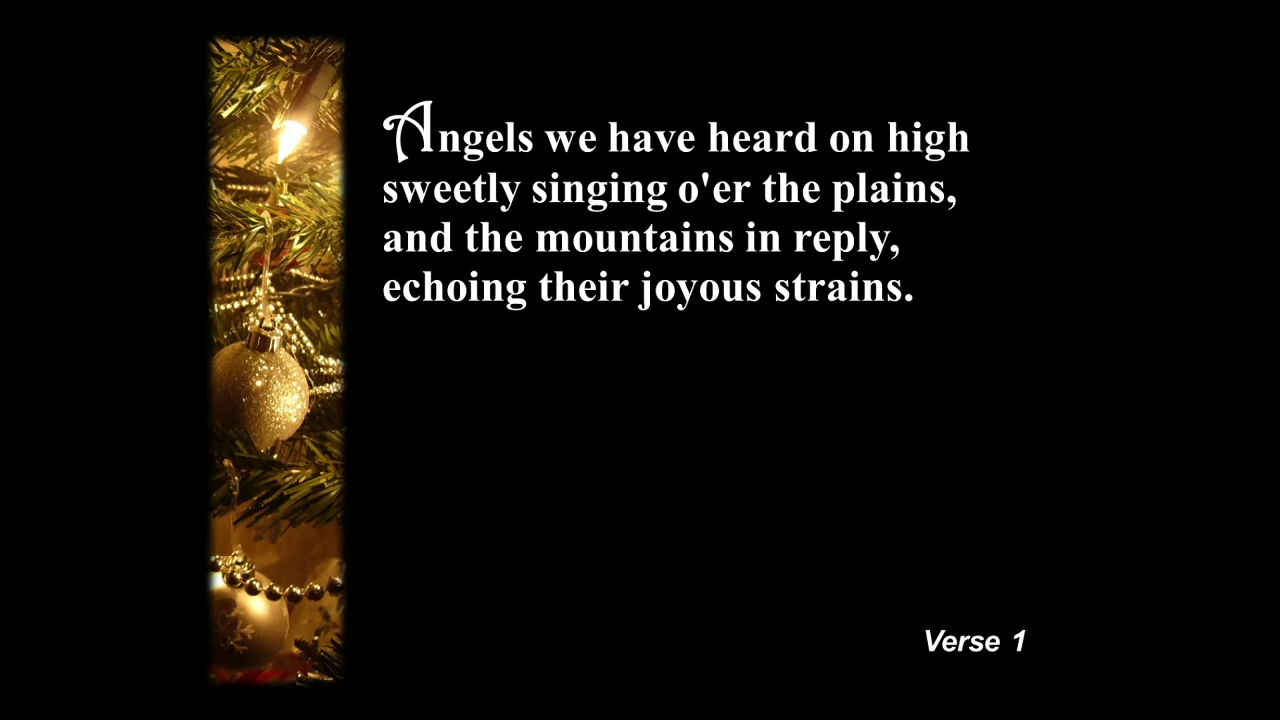 Angels we have heard on high
sweetly singing o'er the plains,
and the mountains in reply,
echoing their joyous strains.
Verse 1